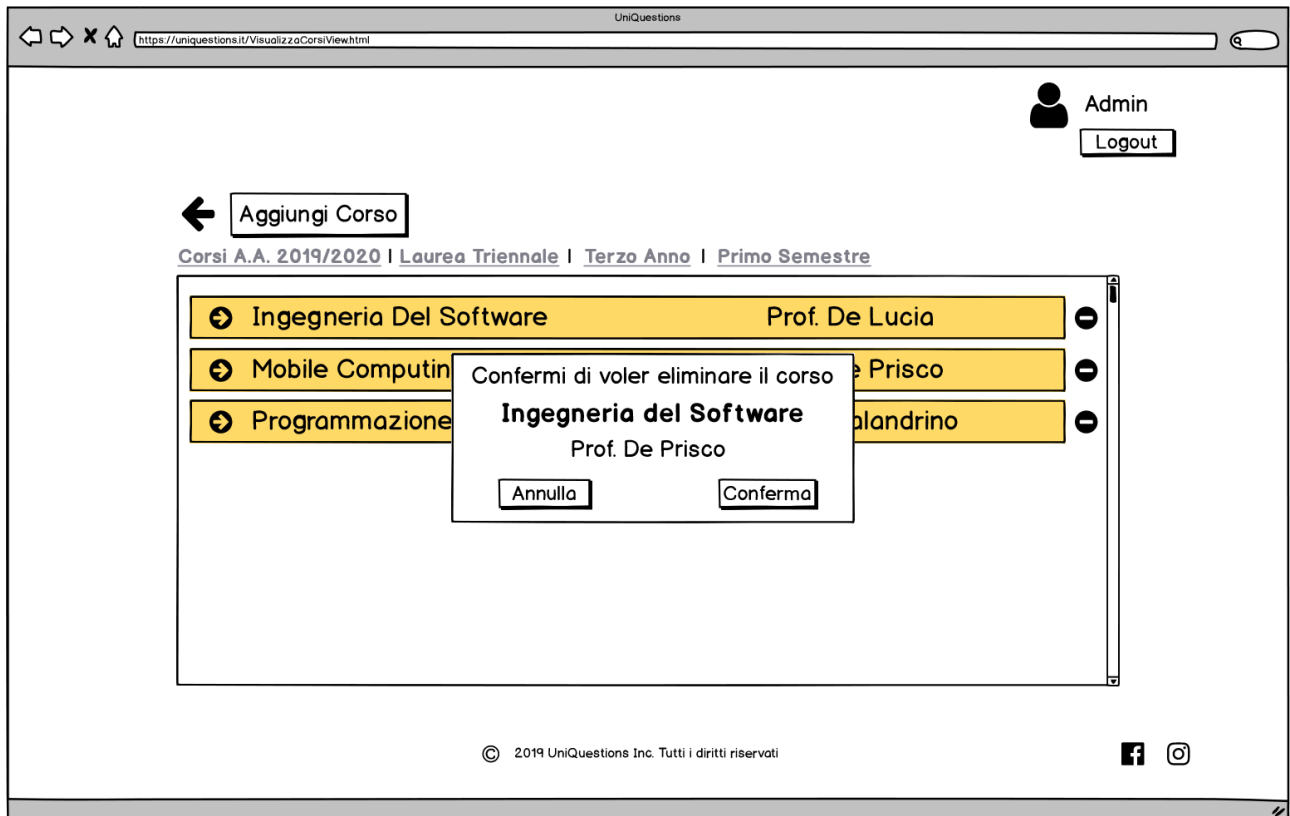 UniQuestions
https://uniquestions.it/VisualizzaCorsiView.html
Admin
Logout
Aggiungi Corso
Corsi A.A. 2019/2020 | Laurea Triennale | Terzo Anno | Primo Semestre
Ingegneria Del Software Prof. De Lucia
Mobile Computin e Prisco
Programmazione alandrino
Confermi di voler eliminare il corso
Ingegneria del Software
Prof. De Prisco
Annulla Conferma
© 2019 UniQuestions Inc. Tutti i diritti riservati